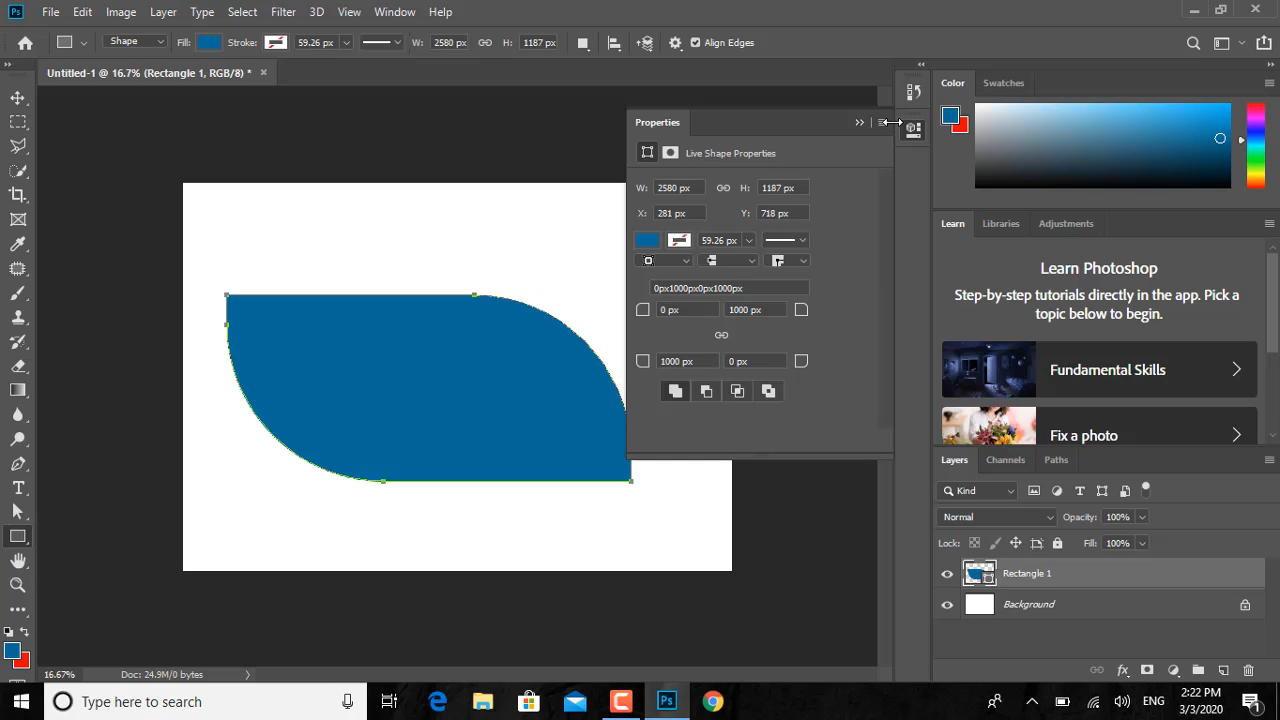 Ps File Edit Image Layer Type Select Filter 3D View Window Help
Shape Fill: Stroke: 59.26 px W: 2580 px H: 1187 px Align Edges
Untitled-1 @ 16.7% (Rectangle 1, RGB/8) *
Properties
Live Shape Properties
W: 2580 px H: 1187 px
X: 281 px Y: 718 px
59.26 px
0px1000px0px1000px
0 px 1000 px
1000 px 0 px
Color Swatches
Learn Libraries Adjustments
Learn Photoshop
Step-by-step tutorials directly in the app. Pick a
topic below to begin.
Fundamental Skills
Fix a photo
Layers Channels Paths
Kind
Normal Opacity: 100%
Lock: Fill: 100%
Rectangle 1
Background
16.67% Doc: 24.9M/0 bytes
Type here to search
Ps
ENG
2:22 PM
3/3/2020
1